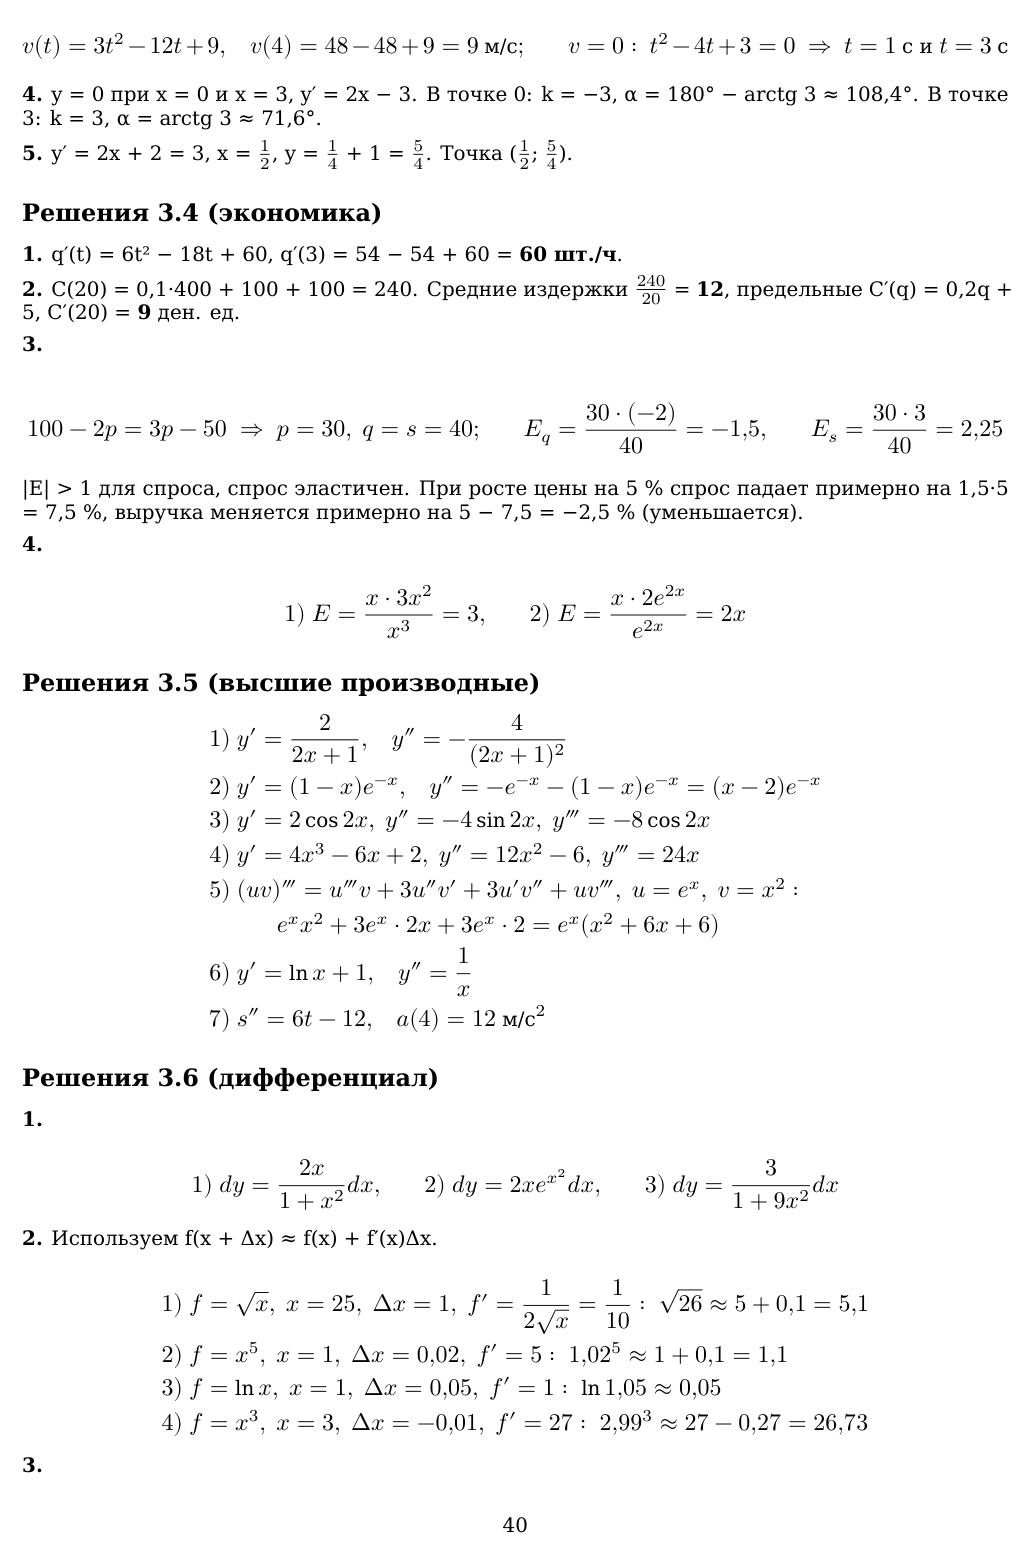 v(t) = 3t² − 12t + 9, v(4) = 48 − 48 + 9 = 9 м/с; v = 0 : t² − 4t + 3 = 0 ⇒ t = 1 с и t = 3 с
4. y = 0 при x = 0 и x = 3, y′ = 2x − 3. В точке 0: k = −3, α = 180° − arctg 3 ≈ 108,4°. В точке
3: k = 3, α = arctg 3 ≈ 71,6°.
5. y′ = 2x + 2 = 3, x = 1/2, y = 1/4 + 1 = 5/4. Точка (1/2; 5/4).
Решения 3.4 (экономика)
1. q′(t) = 6t² − 18t + 60, q′(3) = 54 − 54 + 60 = 60 шт./ч.
2. C(20) = 0,1·400 + 100 + 100 = 240. Средние издержки 240/20 = 12, предельные C′(q) = 0,2q +
5, C′(20) = 9 ден. ед.
3.
100 − 2p = 3p − 50 ⇒ p = 30, q = s = 40; E_q = (30 · (−2))/40 = −1,5, E_s = (30 · 3)/40 = 2,25
|E| > 1 для спроса, спрос эластичен. При росте цены на 5 % спрос падает примерно на 1,5·5
= 7,5 %, выручка меняется примерно на 5 − 7,5 = −2,5 % (уменьшается).
4.
1) E = (x · 3x²)/x³ = 3, 2) E = (x · 2e^{2x})/e^{2x} = 2x
Решения 3.5 (высшие производные)
1) y′ = 2/(2x + 1), y″ = −4/(2x + 1)²
2) y′ = (1 − x)e^{−x}, y″ = −e^{−x} − (1 − x)e^{−x} = (x − 2)e^{−x}
3) y′ = 2 cos 2x, y″ = −4 sin 2x, y‴ = −8 cos 2x
4) y′ = 4x³ − 6x + 2, y″ = 12x² − 6, y‴ = 24x
5) (uv)‴ = u‴v + 3u″v′ + 3u′v″ + uv‴, u = e^x, v = x² :
e^x x² + 3e^x · 2x + 3e^x · 2 = e^x(x² + 6x + 6)
6) y′ = ln x + 1, y″ = 1/x
7) s″ = 6t − 12, a(4) = 12 м/с²
Решения 3.6 (дифференциал)
1.
1) dy = 2x/(1 + x²) dx, 2) dy = 2xe^{x²}dx, 3) dy = 3/(1 + 9x²) dx
2. Используем f(x + Δx) ≈ f(x) + f′(x)Δx.
1) f = √x, x = 25, Δx = 1, f′ = 1/(2√x) = 1/10 : √26 ≈ 5 + 0,1 = 5,1
2) f = x⁵, x = 1, Δx = 0,02, f′ = 5 : 1,02⁵ ≈ 1 + 0,1 = 1,1
3) f = ln x, x = 1, Δx = 0,05, f′ = 1 : ln 1,05 ≈ 0,05
4) f = x³, x = 3, Δx = −0,01, f′ = 27 : 2,99³ ≈ 27 − 0,27 = 26,73
3.
40